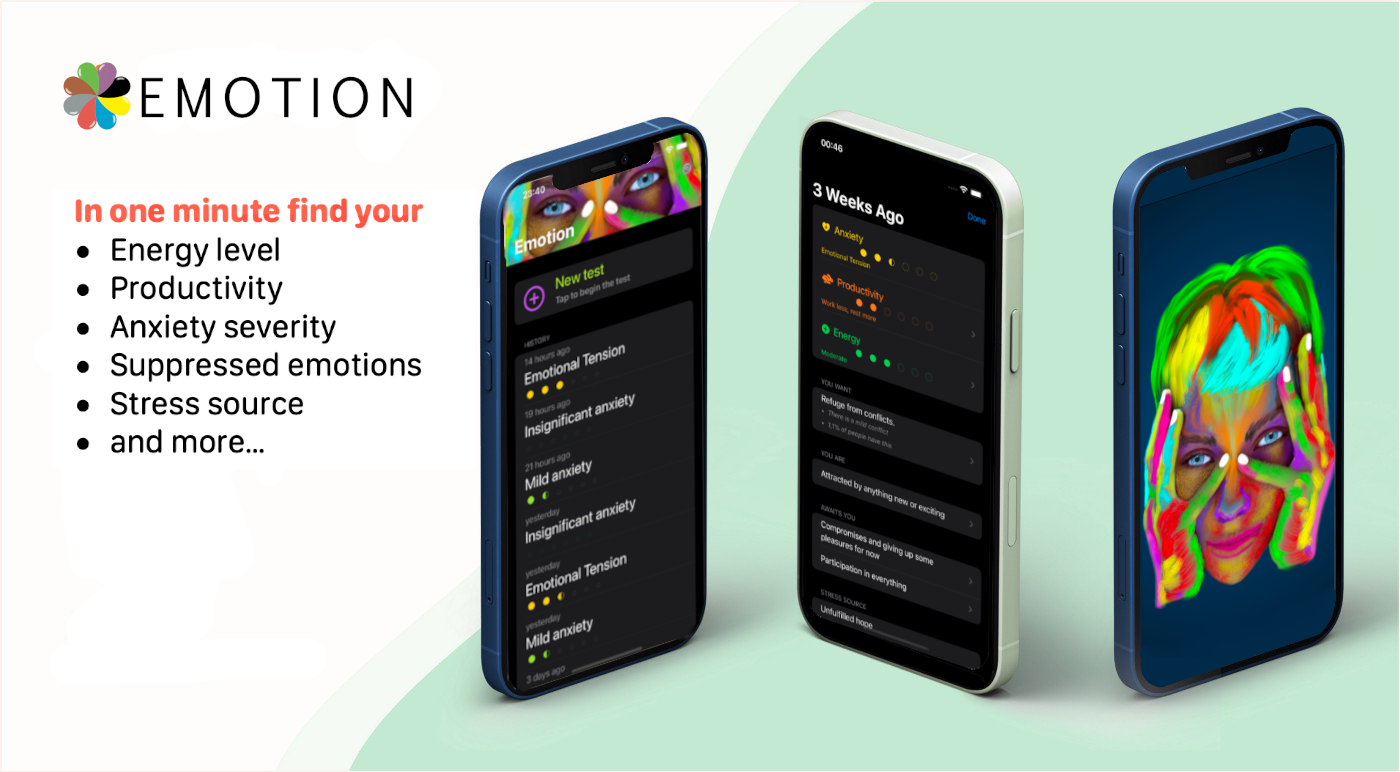 EMOTION
In one minute find your
• Energy level
• Productivity
• Anxiety severity
• Suppressed emotions
• Stress source
• and more...
23:40
Emotion
New test
Tap to begin the test
HISTORY
14 hours ago
Emotional Tension
19 hours ago
Insignificant anxiety
21 hours ago
Mild anxiety
yesterday
Insignificant anxiety
yesterday
Emotional Tension
yesterday
Mild anxiety
3 days ago
00:46
3 Weeks Ago
Done
Anxiety
Emotional Tension
Productivity
Work less, rest more
Energy
Moderate
YOU WANT
Refuge from conflicts.
• There is a mild conflict
• 1,1% of people have this
YOU ARE
Attracted by anything new or exciting
AWAITS YOU
Compromises and giving up some
pleasures for now
Participation in everything
STRESS SOURCE
Unfulfilled hope